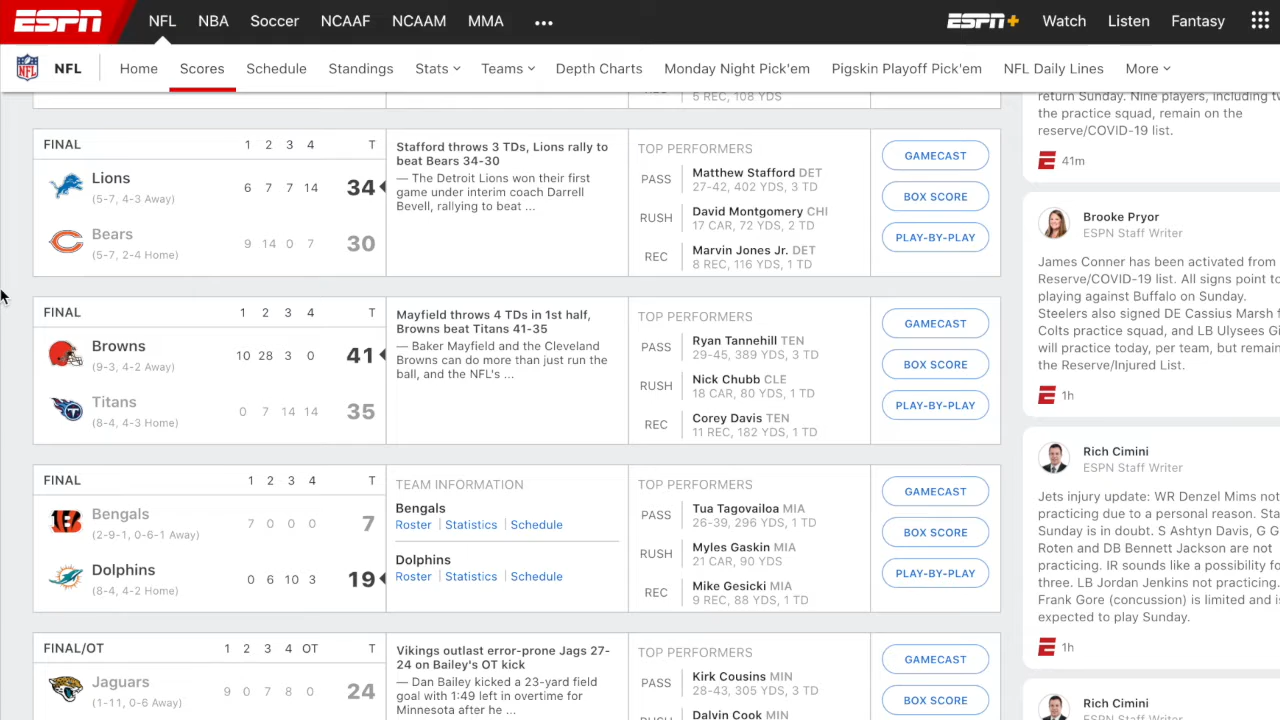 ESPN NFL NBA Soccer NCAAF NCAAM MMA ••• ESPN+ Watch Listen Fantasy
NFL NFL Home Scores Schedule Standings Stats Teams Depth Charts Monday Night Pick'em Pigskin Playoff Pick'em NFL Daily Lines More
5 REC, 108 YDS
FINAL 1 2 3 4 T
Lions 6 7 7 14 34
(5-7, 4-3 Away)
Bears 9 14 0 7 30
(5-7, 2-4 Home)
Stafford throws 3 TDs, Lions rally to
beat Bears 34-30
— The Detroit Lions won their first
game under interim coach Darrell
Bevell, rallying to beat ...
TOP PERFORMERS
PASS Matthew Stafford DET
27-42, 402 YDS, 3 TD
RUSH David Montgomery CHI
17 CAR, 72 YDS, 2 TD
REC Marvin Jones Jr. DET
8 REC, 116 YDS, 1 TD
GAMECAST
BOX SCORE
PLAY-BY-PLAY
FINAL 1 2 3 4 T
Browns 10 28 3 0 41
(9-3, 4-2 Away)
Titans 0 7 14 14 35
(8-4, 4-3 Home)
Mayfield throws 4 TDs in 1st half,
Browns beat Titans 41-35
— Baker Mayfield and the Cleveland
Browns can do more than just run the
ball, and the NFL's ...
TOP PERFORMERS
PASS Ryan Tannehill TEN
29-45, 389 YDS, 3 TD
RUSH Nick Chubb CLE
18 CAR, 80 YDS, 1 TD
REC Corey Davis TEN
11 REC, 182 YDS, 1 TD
GAMECAST
BOX SCORE
PLAY-BY-PLAY
FINAL 1 2 3 4 T
Bengals 7 0 0 0 7
(2-9-1, 0-6-1 Away)
Dolphins 0 6 10 3 19
(8-4, 4-2 Home)
TEAM INFORMATION
Bengals
Roster Statistics Schedule
Dolphins
Roster Statistics Schedule
TOP PERFORMERS
PASS Tua Tagovailoa MIA
26-39, 296 YDS, 1 TD
RUSH Myles Gaskin MIA
21 CAR, 90 YDS
REC Mike Gesicki MIA
9 REC, 88 YDS, 1 TD
GAMECAST
BOX SCORE
PLAY-BY-PLAY
FINAL/OT 1 2 3 4 OT T
Jaguars 9 0 7 8 0 24
(1-11, 0-6 Away)
Vikings outlast error-prone Jags 27-
24 on Bailey's OT kick
— Dan Bailey kicked a 23-yard field
goal with 1:49 left in overtime for
Minnesota after he ...
TOP PERFORMERS
PASS Kirk Cousins MIN
28-43, 305 YDS, 3 TD
Dalvin Cook MIN
GAMECAST
BOX SCORE
return Sunday. Nine players, including
the practice squad, remain on the
reserve/COVID-19 list.
41m
Brooke Pryor
ESPN Staff Writer
James Conner has been activated from
Reserve/COVID-19 list. All signs point to
playing against Buffalo on Sunday.
Steelers also signed DE Cassius Marsh
Colts practice squad, and LB Ulysees
will practice today, per team, but remain
the Reserve/Injured List.
1h
Rich Cimini
ESPN Staff Writer
Jets injury update: WR Denzel Mims not
practicing due to a personal reason.
Sunday is in doubt. S Ashtyn Davis, G
Roten and DB Bennett Jackson are not
practicing. IR sounds like a possibility
three. LB Jordan Jenkins not practicing.
Frank Gore (concussion) is limited and
expected to play Sunday.
1h
Rich Cimini
ESPN Staff Writer